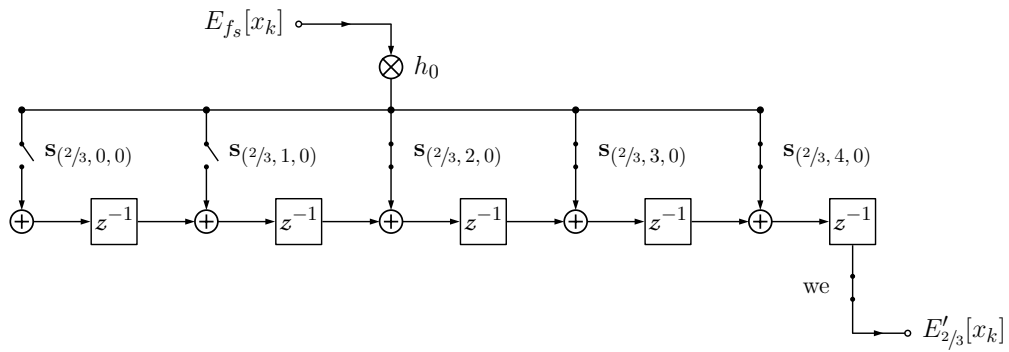 E_{f_s}[x_k]
h_0
s_{(2/3, 0, 0)} s_{(2/3, 1, 0)} s_{(2/3, 2, 0)} s_{(2/3, 3, 0)} s_{(2/3, 4, 0)}
+ z^{-1} + z^{-1} + z^{-1} + z^{-1} + z^{-1}
we
E'_{2/3}[x_k]